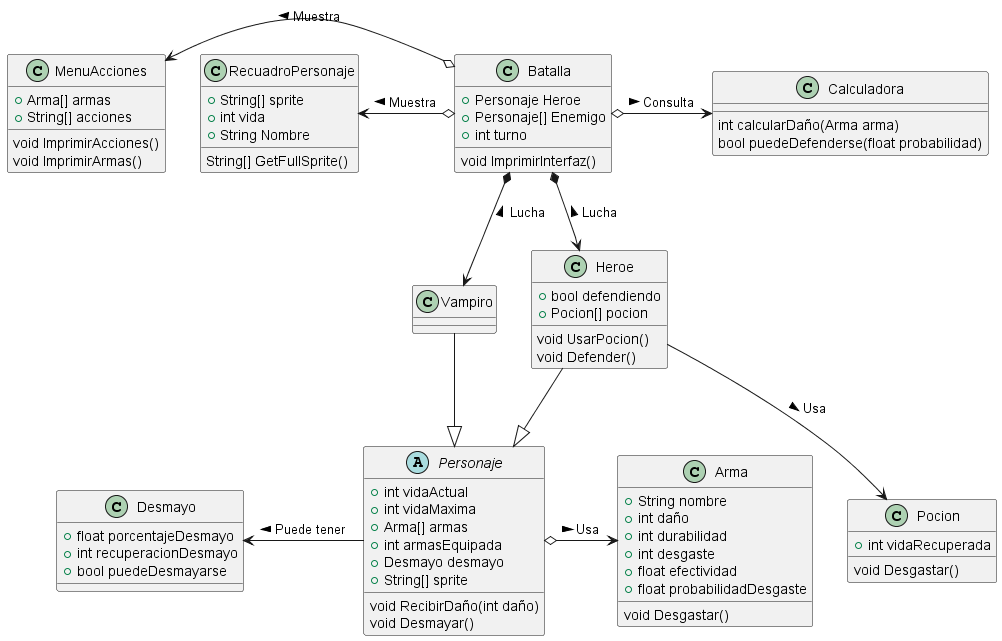 Muestra
C MenuAcciones
Arma[] armas
String[] acciones
void ImprimirAcciones()
void ImprimirArmas()
C RecuadroPersonaje
String[] sprite
int vida
String Nombre
String[] GetFullSprite()
Muestra
C Batalla
Personaje Heroe
Personaje[] Enemigo
int turno
void ImprimirInterfaz()
Consulta
C Calculadora
int calcularDaño(Arma arma)
bool puedeDefenderse(float probabilidad)
Lucha
Lucha
C Vampiro
C Heroe
bool defendiendo
Pocion[] pocion
void UsarPocion()
void Defender()
Usa
C Desmayo
float porcentajeDesmayo
int recuperacionDesmayo
bool puedeDesmayarse
Puede tener
A Personaje
int vidaActual
int vidaMaxima
Arma[] armas
int armasEquipada
Desmayo desmayo
String[] sprite
void RecibirDaño(int daño)
void Desmayar()
Usa
C Arma
String nombre
int daño
int durabilidad
int desgaste
float efectividad
float probabilidadDesgaste
void Desgastar()
C Pocion
int vidaRecuperada
void Desgastar()